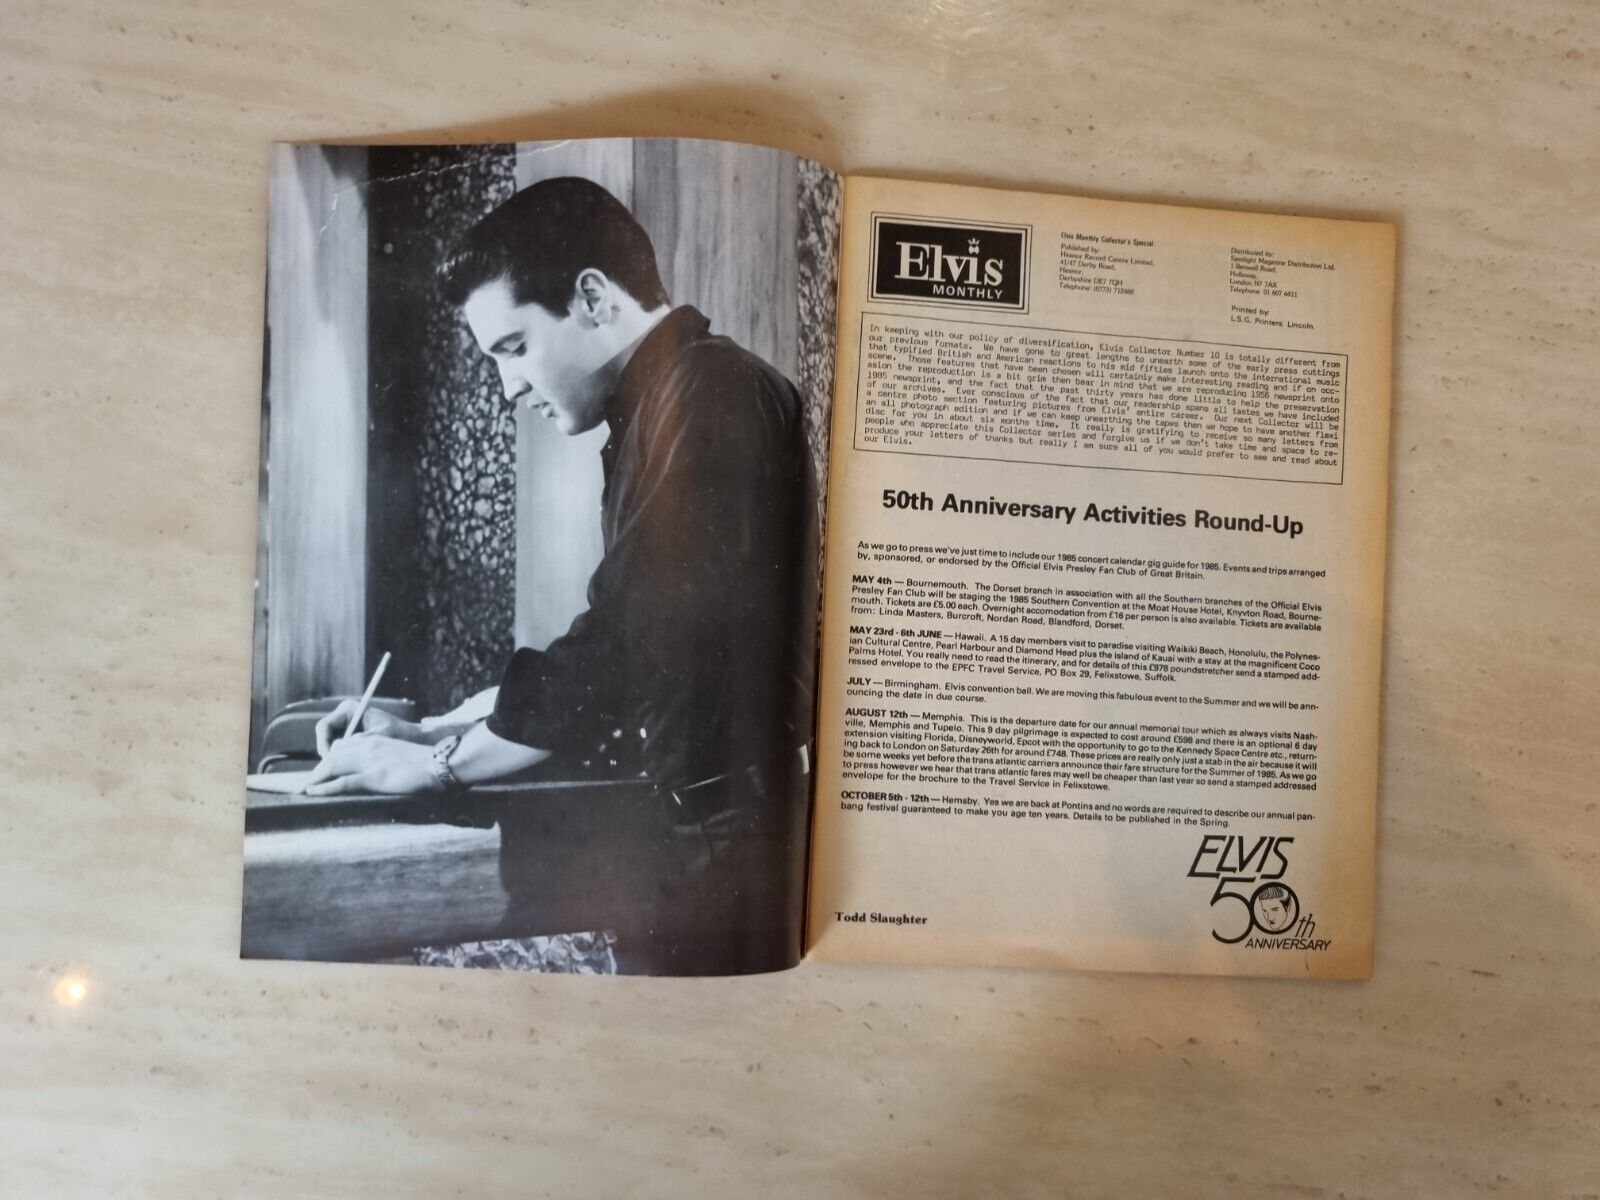 Elvis
MONTHLY
Elvis Monthly Collector's Special
Published by:
Heanor Record Centre Limited,
41/47 Derby Road,
Heanor,
Derbyshire DE7 7QH
Telephone: (0773) 712460
Distributed by:
Spotlight Magazine Distribution Ltd.
1 Benwell Road,
Holloway,
London N7 7AX
Telephone: 01 607 6411
Printed by:
L.S.G. Printers. Lincoln.
In keeping with our policy of diversification, Elvis Collector Number 10 is totally different from
our previous formats. We have gone to great lengths to unearth some of the early press cuttings
that typified British and American reactions to his mid fifties launch onto the international music
scene. Those features that have been chosen will certainly make interesting reading and if on occ-
asion the reproduction is a bit grim then bear in mind that we are reproducing 1956 newsprint onto
1985 newsprint, and the fact that the past thirty years has done little to help the preservation
of our archives. Ever conscious of the fact that our readership spans all tastes we have included
a centre photo section featuring pictures from Elvis' entire career. Our next Collector will be
an all photograph edition and if we can keep unearthing the tapes then we hope to have another flexi
disc for you in about six months time. It really is gratifying to receive so many letters from
people who appreciate this Collector series and forgive us if we don't take time and space to re-
produce your letters of thanks but really I am sure all of you would prefer to see and read about
our Elvis.
50th Anniversary Activities Round-Up
As we go to press we've just time to include our 1985 concert calendar gig guide for 1985. Events and trips arranged
by, sponsored, or endorsed by the Official Elvis Presley Fan Club of Great Britain.
MAY 4th — Bournemouth. The Dorset branch in association with all the Southern branches of the Official Elvis
Presley Fan Club will be staging the 1985 Southern Convention at the Moat House Hotel, Knyvton Road, Bourne-
mouth. Tickets are £5.00 each. Overnight accomodation from £16 per person is also available. Tickets are available
from: Linda Masters, Burcroft, Nordan Road, Blandford, Dorset.
MAY 23rd - 6th JUNE — Hawaii. A 15 day members visit to paradise visiting Waikiki Beach, Honolulu, the Polynes-
ian Cultural Centre, Pearl Harbour and Diamond Head plus the island of Kauai with a stay at the magnificent Coco
Palms Hotel. You really need to read the itinerary, and for details of this £978 poundstretcher send a stamped add-
ressed envelope to the EPFC Travel Service, PO Box 29, Felixstowe, Suffolk.
JULY — Birmingham. Elvis convention ball. We are moving this fabulous event to the Summer and we will be ann-
ouncing the date in due course.
AUGUST 12th — Memphis. This is the departure date for our annual memorial tour which as always visits Nash-
ville, Memphis and Tupelo. This 9 day pilgrimage is expected to cost around £598 and there is an optional 6 day
extension visiting Florida, Disneyworld, Epcot with the opportunity to go to the Kennedy Space Centre etc., return-
ing back to London on Saturday 26th for around £748. These prices are really only just a stab in the air because it will
be some weeks yet before the trans atlantic carriers announce their fare structure for the Summer of 1985. As we go
to press however we hear that trans atlantic fares may well be cheaper than last year so send a stamped addressed
envelope for the brochure to the Travel Service in Felixstowe.
OCTOBER 5th - 12th — Hemsby. Yes we are back at Pontins and no words are required to describe our annual pan-
bang festival guaranteed to make you age ten years. Details to be published in the Spring.
ELVIS
50th
ANNIVERSARY
Todd Slaughter